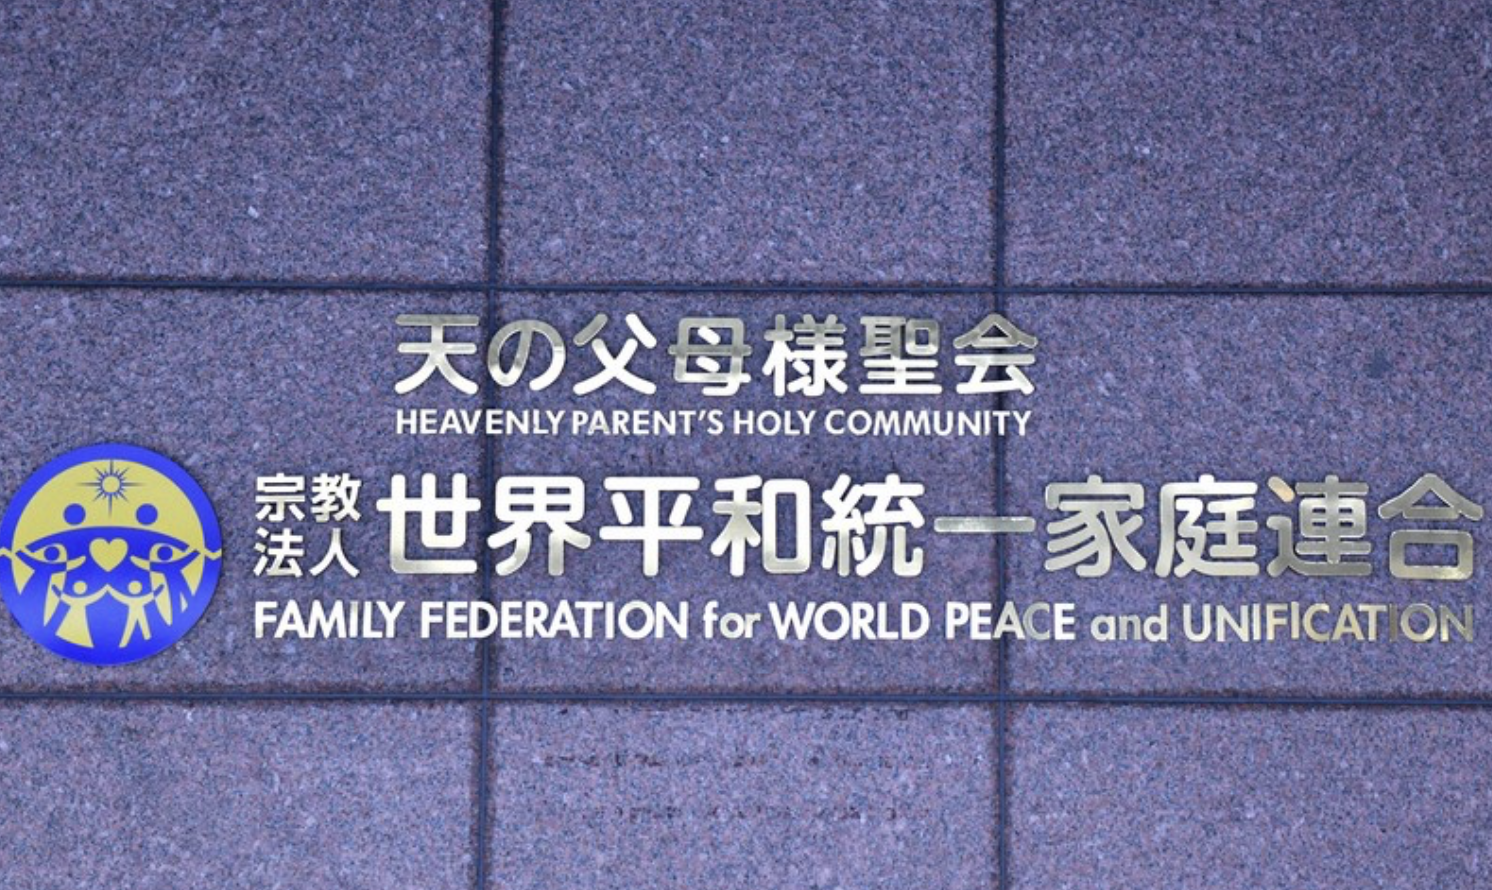 天の父母様聖会
HEAVENLY PARENT'S HOLY COMMUNITY
宗教法人 世界平和統一家庭連合
FAMILY FEDERATION for WORLD PEACE and UNIFICATION